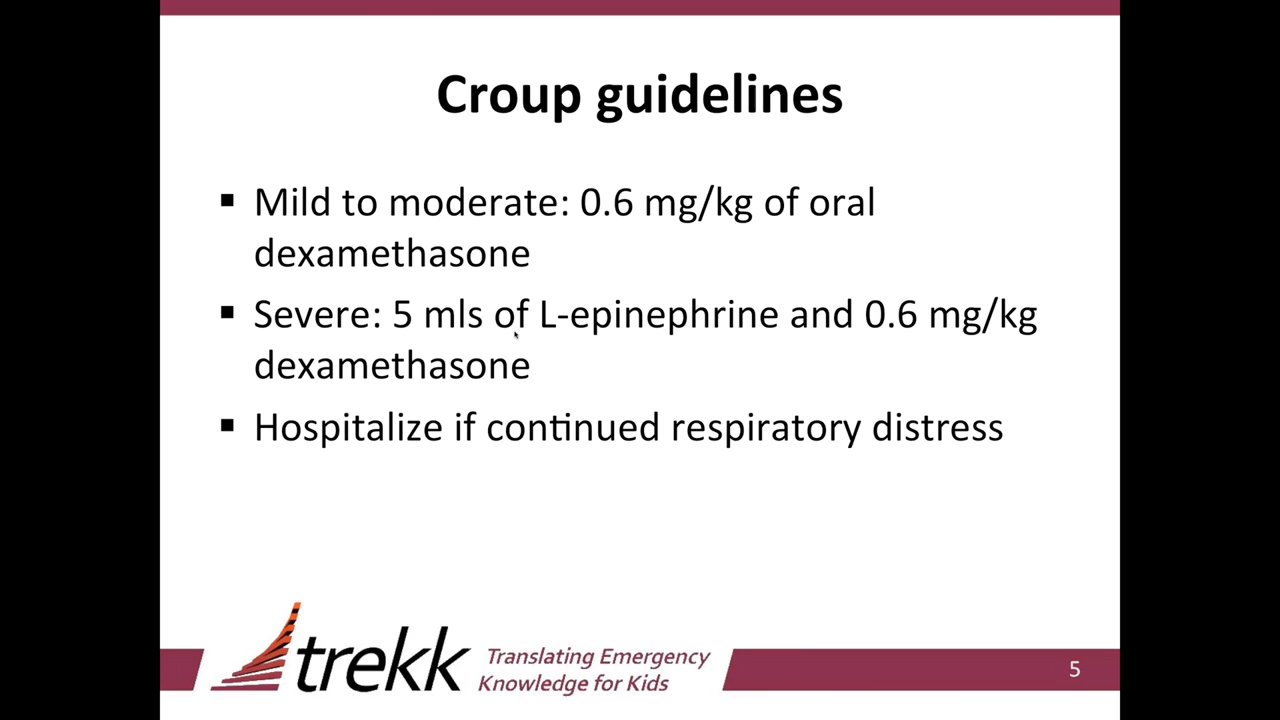 Croup guidelines
▪ Mild to moderate: 0.6 mg/kg of oral
dexamethasone
▪ Severe: 5 mls of L-epinephrine and 0.6 mg/kg
dexamethasone
▪ Hospitalize if continued respiratory distress
trekk
Translating Emergency
Knowledge for Kids
5